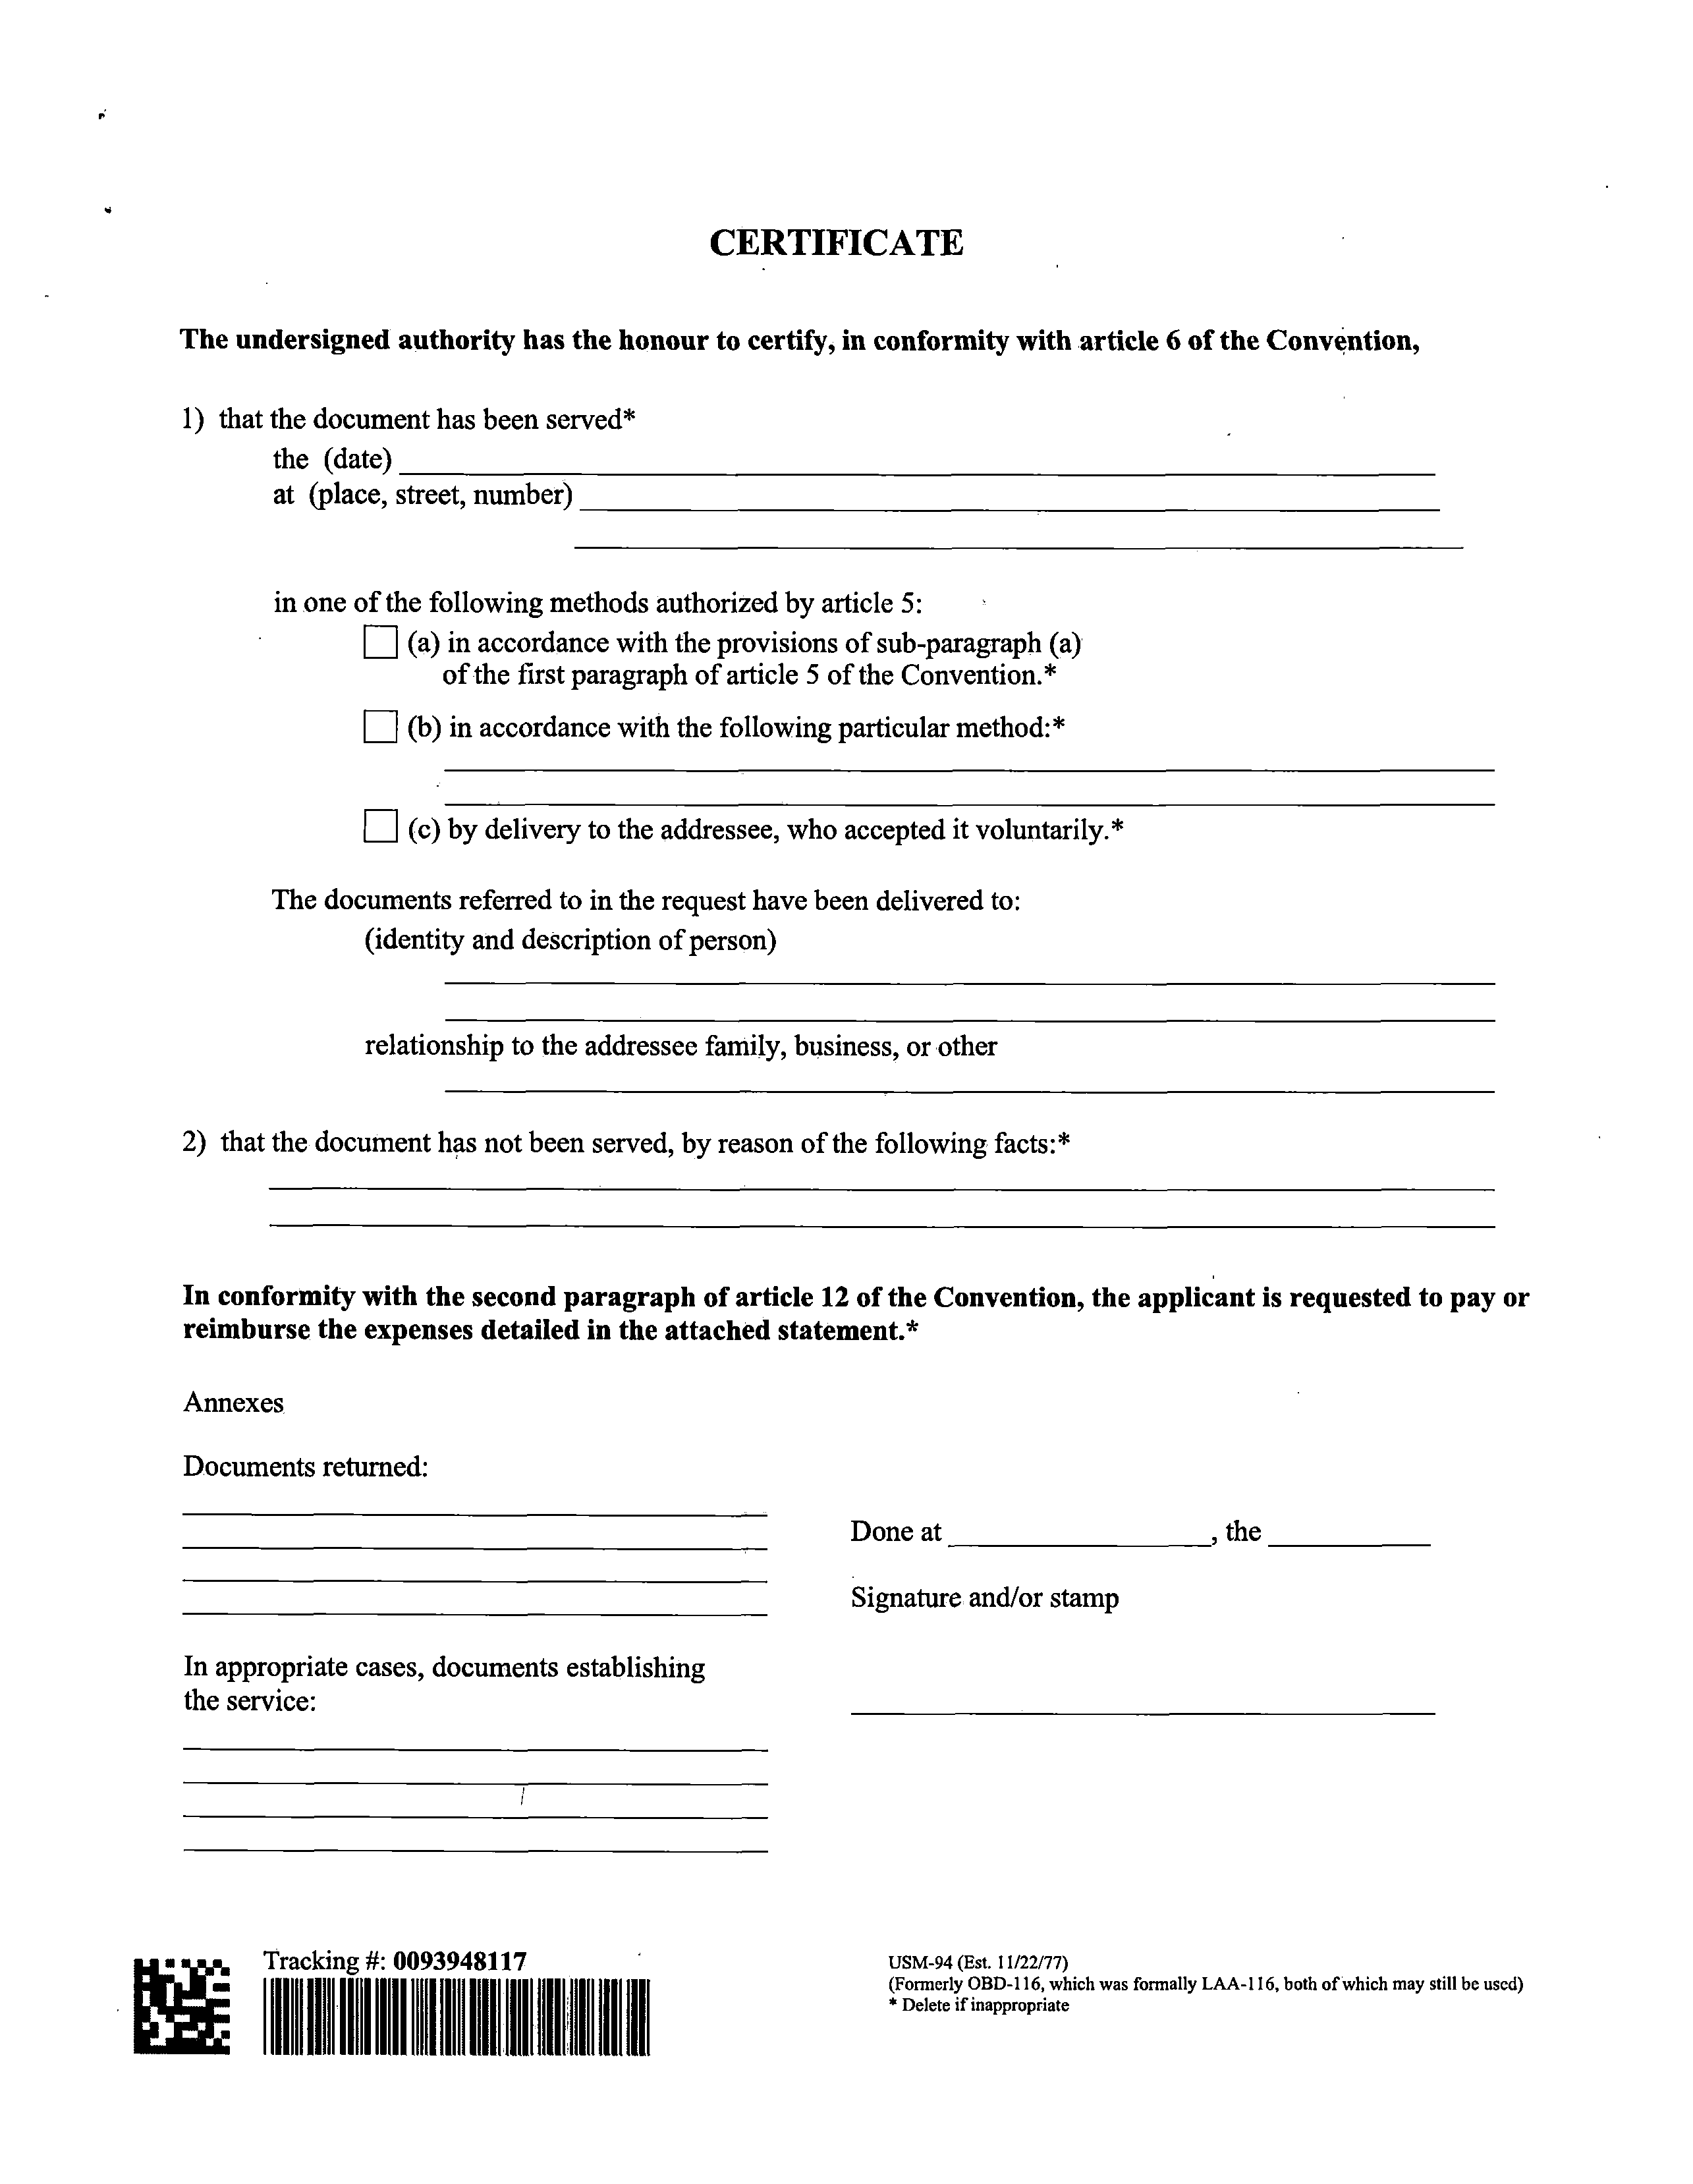 CERTIFICATE
The undersigned authority has the honour to certify, in conformity with article 6 of the Convention,
1) that the document has been served*
the (date)
at (place, street, number)
in one of the following methods authorized by article 5:
(a) in accordance with the provisions of sub-paragraph (a)
of the first paragraph of article 5 of the Convention.*
(b) in accordance with the following particular method:*
(c) by delivery to the addressee, who accepted it voluntarily.*
The documents referred to in the request have been delivered to:
(identity and description of person)
relationship to the addressee family, business, or other
2) that the document has not been served, by reason of the following facts:*
In conformity with the second paragraph of article 12 of the Convention, the applicant is requested to pay or
reimburse the expenses detailed in the attached statement.*
Annexes
Documents returned:
Done at , the
Signature and/or stamp
In appropriate cases, documents establishing
the service:
Tracking #: 0093948117
USM-94 (Est. 11/22/77)
(Formerly OBD-116, which was formally LAA-116, both of which may still be used)
* Delete if inappropriate